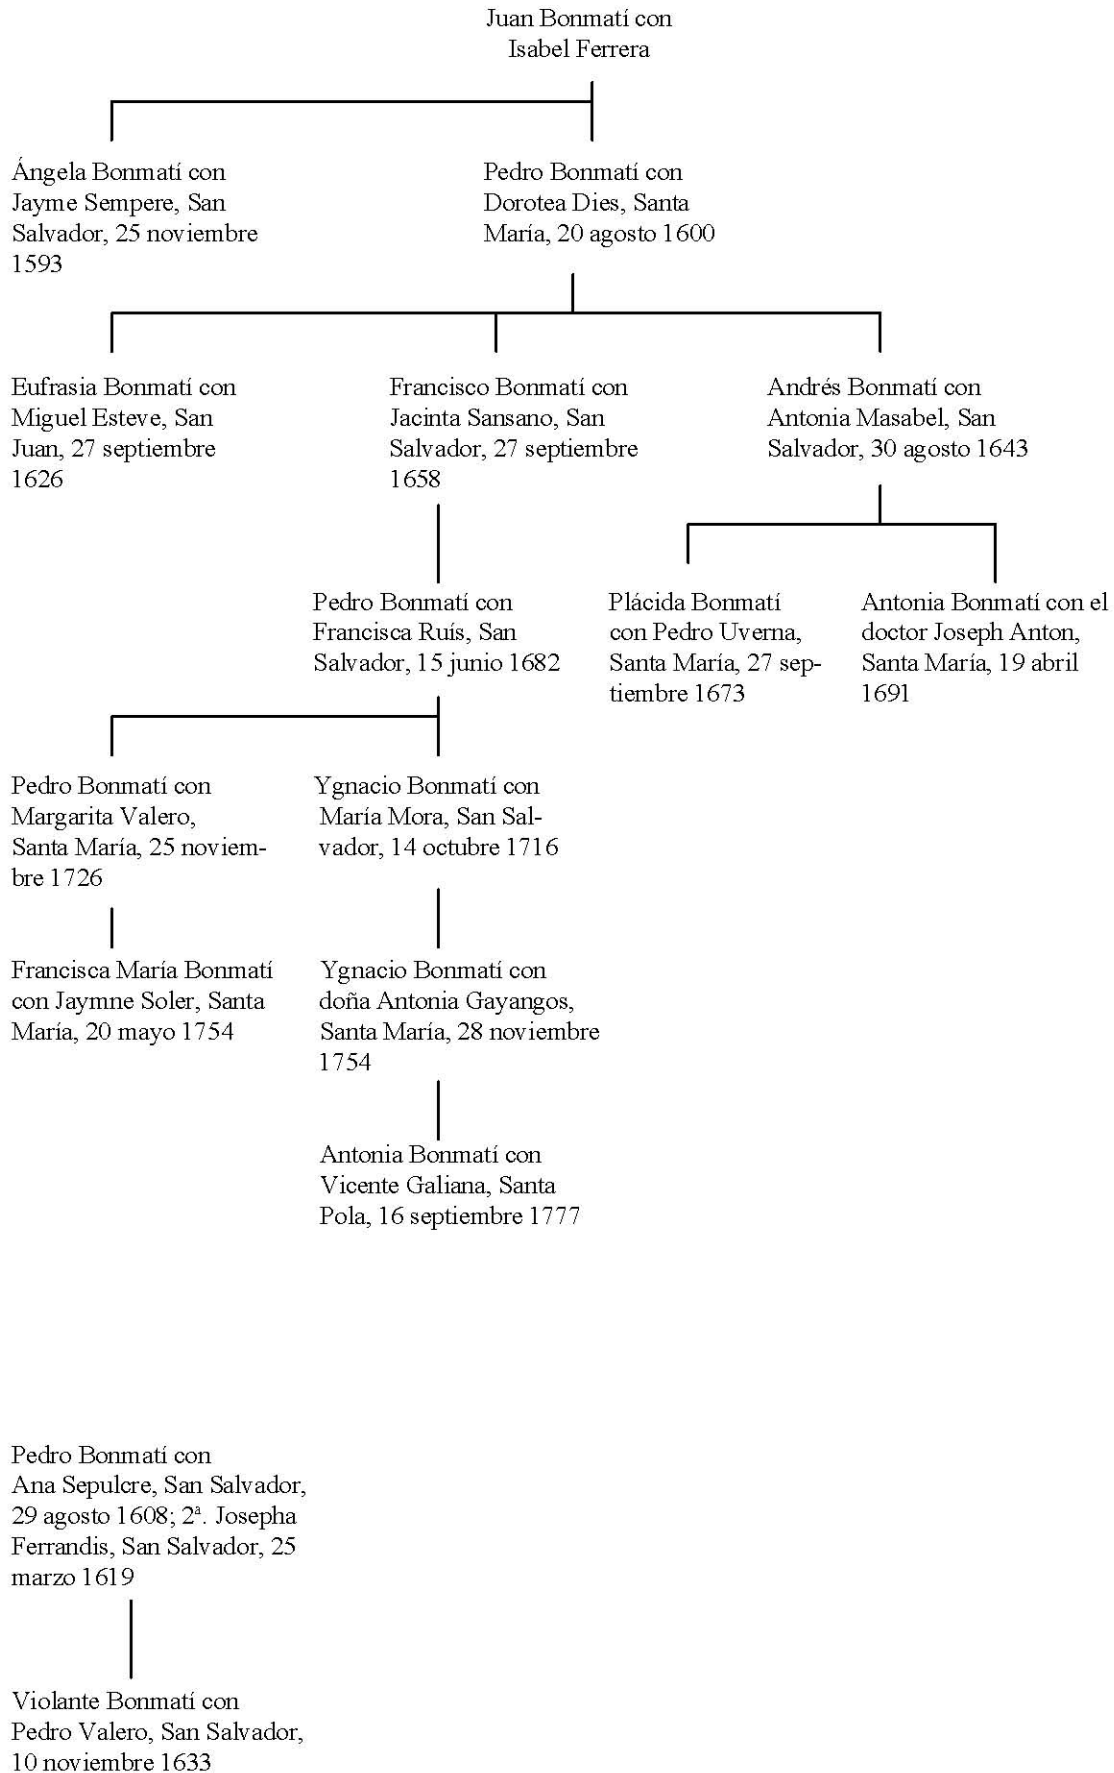 Juan Bonmatí con
Isabel Ferrera
Ángela Bonmatí con
Jayme Sempere, San
Salvador, 25 noviembre
1593
Pedro Bonmatí con
Dorotea Dies, Santa
María, 20 agosto 1600
Eufrasia Bonmatí con
Miguel Esteve, San
Juan, 27 septiembre
1626
Francisco Bonmatí con
Jacinta Sansano, San
Salvador, 27 septiembre
1658
Andrés Bonmatí con
Antonia Masabel, San
Salvador, 30 agosto 1643
Pedro Bonmatí con
Francisca Ruís, San
Salvador, 15 junio 1682
Plácida Bonmatí
con Pedro Uverna,
Santa María, 27 sep-
tiembre 1673
Antonia Bonmatí con el
doctor Joseph Anton,
Santa María, 19 abril
1691
Pedro Bonmatí con
Margarita Valero,
Santa María, 25 noviem-
bre 1726
Ygnacio Bonmatí con
María Mora, San Sal-
vador, 14 octubre 1716
Francisca María Bonmatí
con Jaymne Soler, Santa
María, 20 mayo 1754
Ygnacio Bonmatí con
doña Antonia Gayangos,
Santa María, 28 noviembre
1754
Antonia Bonmatí con
Vicente Galiana, Santa
Pola, 16 septiembre 1777
Pedro Bonmatí con
Ana Sepulcre, San Salvador,
29 agosto 1608; 2ª. Josepha
Ferrandis, San Salvador, 25
marzo 1619
Violante Bonmatí con
Pedro Valero, San Salvador,
10 noviembre 1633